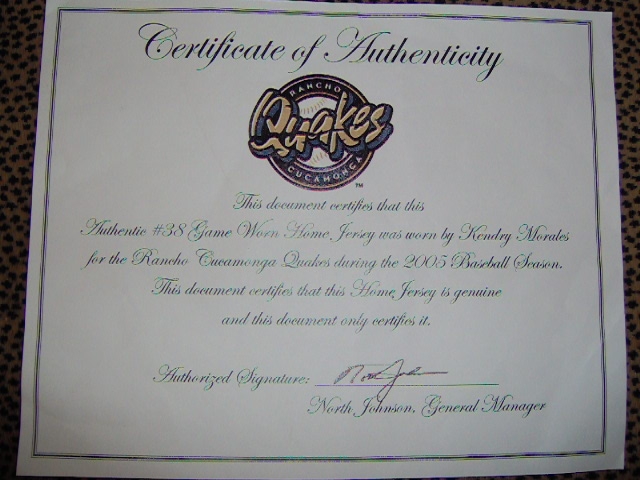 Certificate of Authenticity
RANCHO
Quakes
CUCAMONGA
TM
This document certifies that this
Authentic #38 Game Worn Home Jersey was worn by Kendry Morales
for the Rancho Cucamonga Quakes during the 2005 Baseball Season.
This document certifies that this Home Jersey is genuine
and this document only certifies it.
Authorized Signature:
North Johnson, General Manager